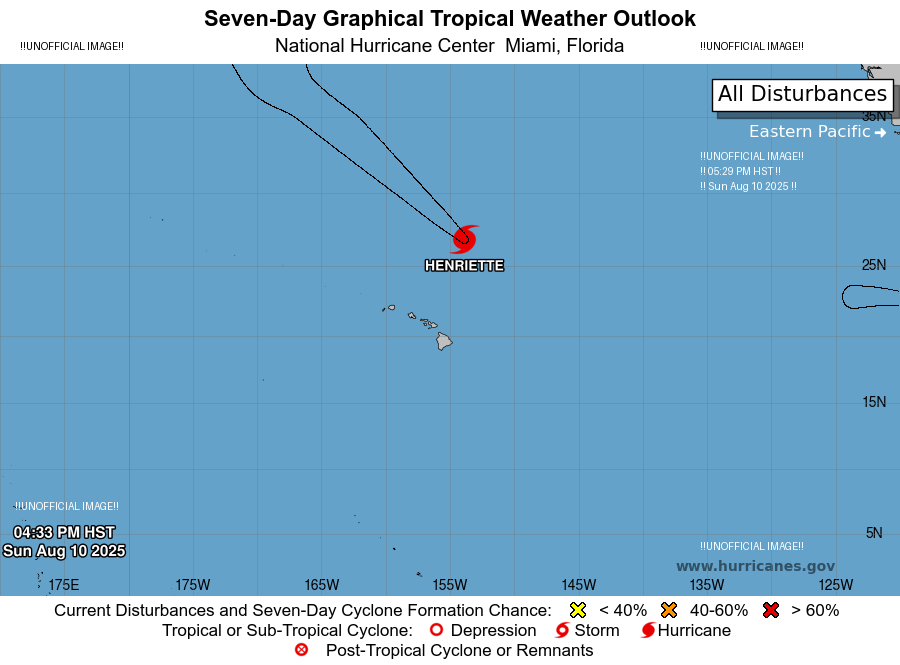 Seven-Day Graphical Tropical Weather Outlook
!!UNOFFICIAL IMAGE!! National Hurricane Center Miami, Florida !!UNOFFICIAL IMAGE!!
All Disturbances
35N
Eastern Pacific
!!UNOFFICIAL IMAGE!!
!! 05:29 PM HST !!
!! Sun Aug 10 2025 !!
HENRIETTE
25N
15N
!!UNOFFICIAL IMAGE!!
04:33 PM HST
Sun Aug 10 2025
5N
!!UNOFFICIAL IMAGE!!
www.hurricanes.gov
175E 175W 165W 155W 145W 135W 125W
Current Disturbances and Seven-Day Cyclone Formation Chance: < 40% 40-60% > 60%
Tropical or Sub-Tropical Cyclone: Depression Storm Hurricane
Post-Tropical Cyclone or Remnants